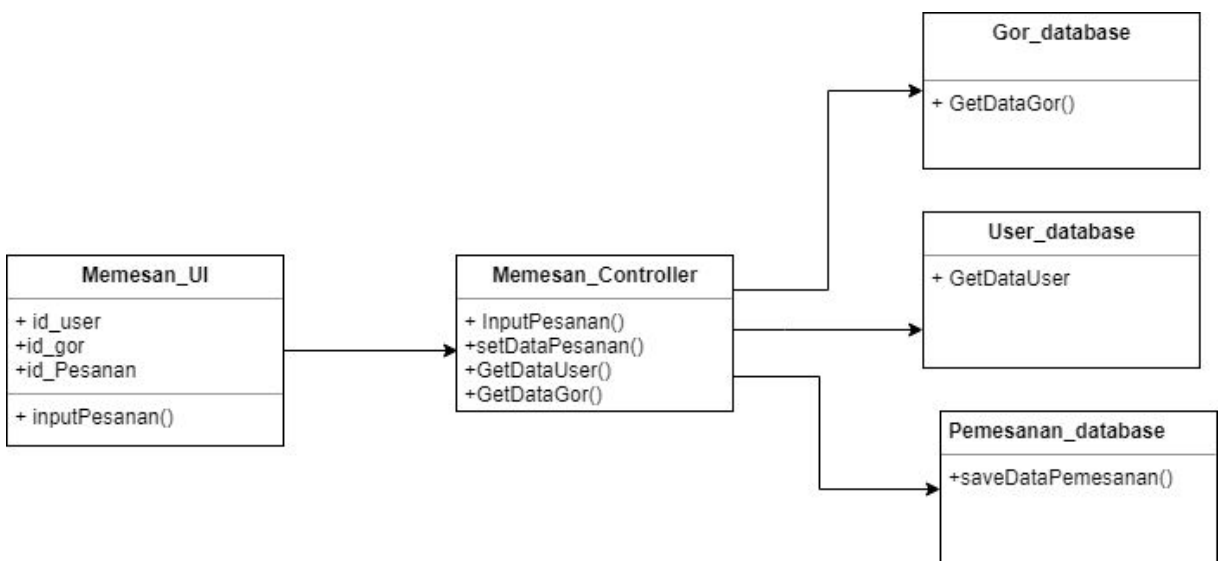 Gor_database
+ GetDataGor()
User_database
+ GetDataUser
Memesan_UI
+ id_user
+id_gor
+id_Pesanan
+ inputPesanan()
Memesan_Controller
+ InputPesanan()
+setDataPesanan()
+GetDataUser()
+GetDataGor()
Pemesanan_database
+saveDataPemesanan()